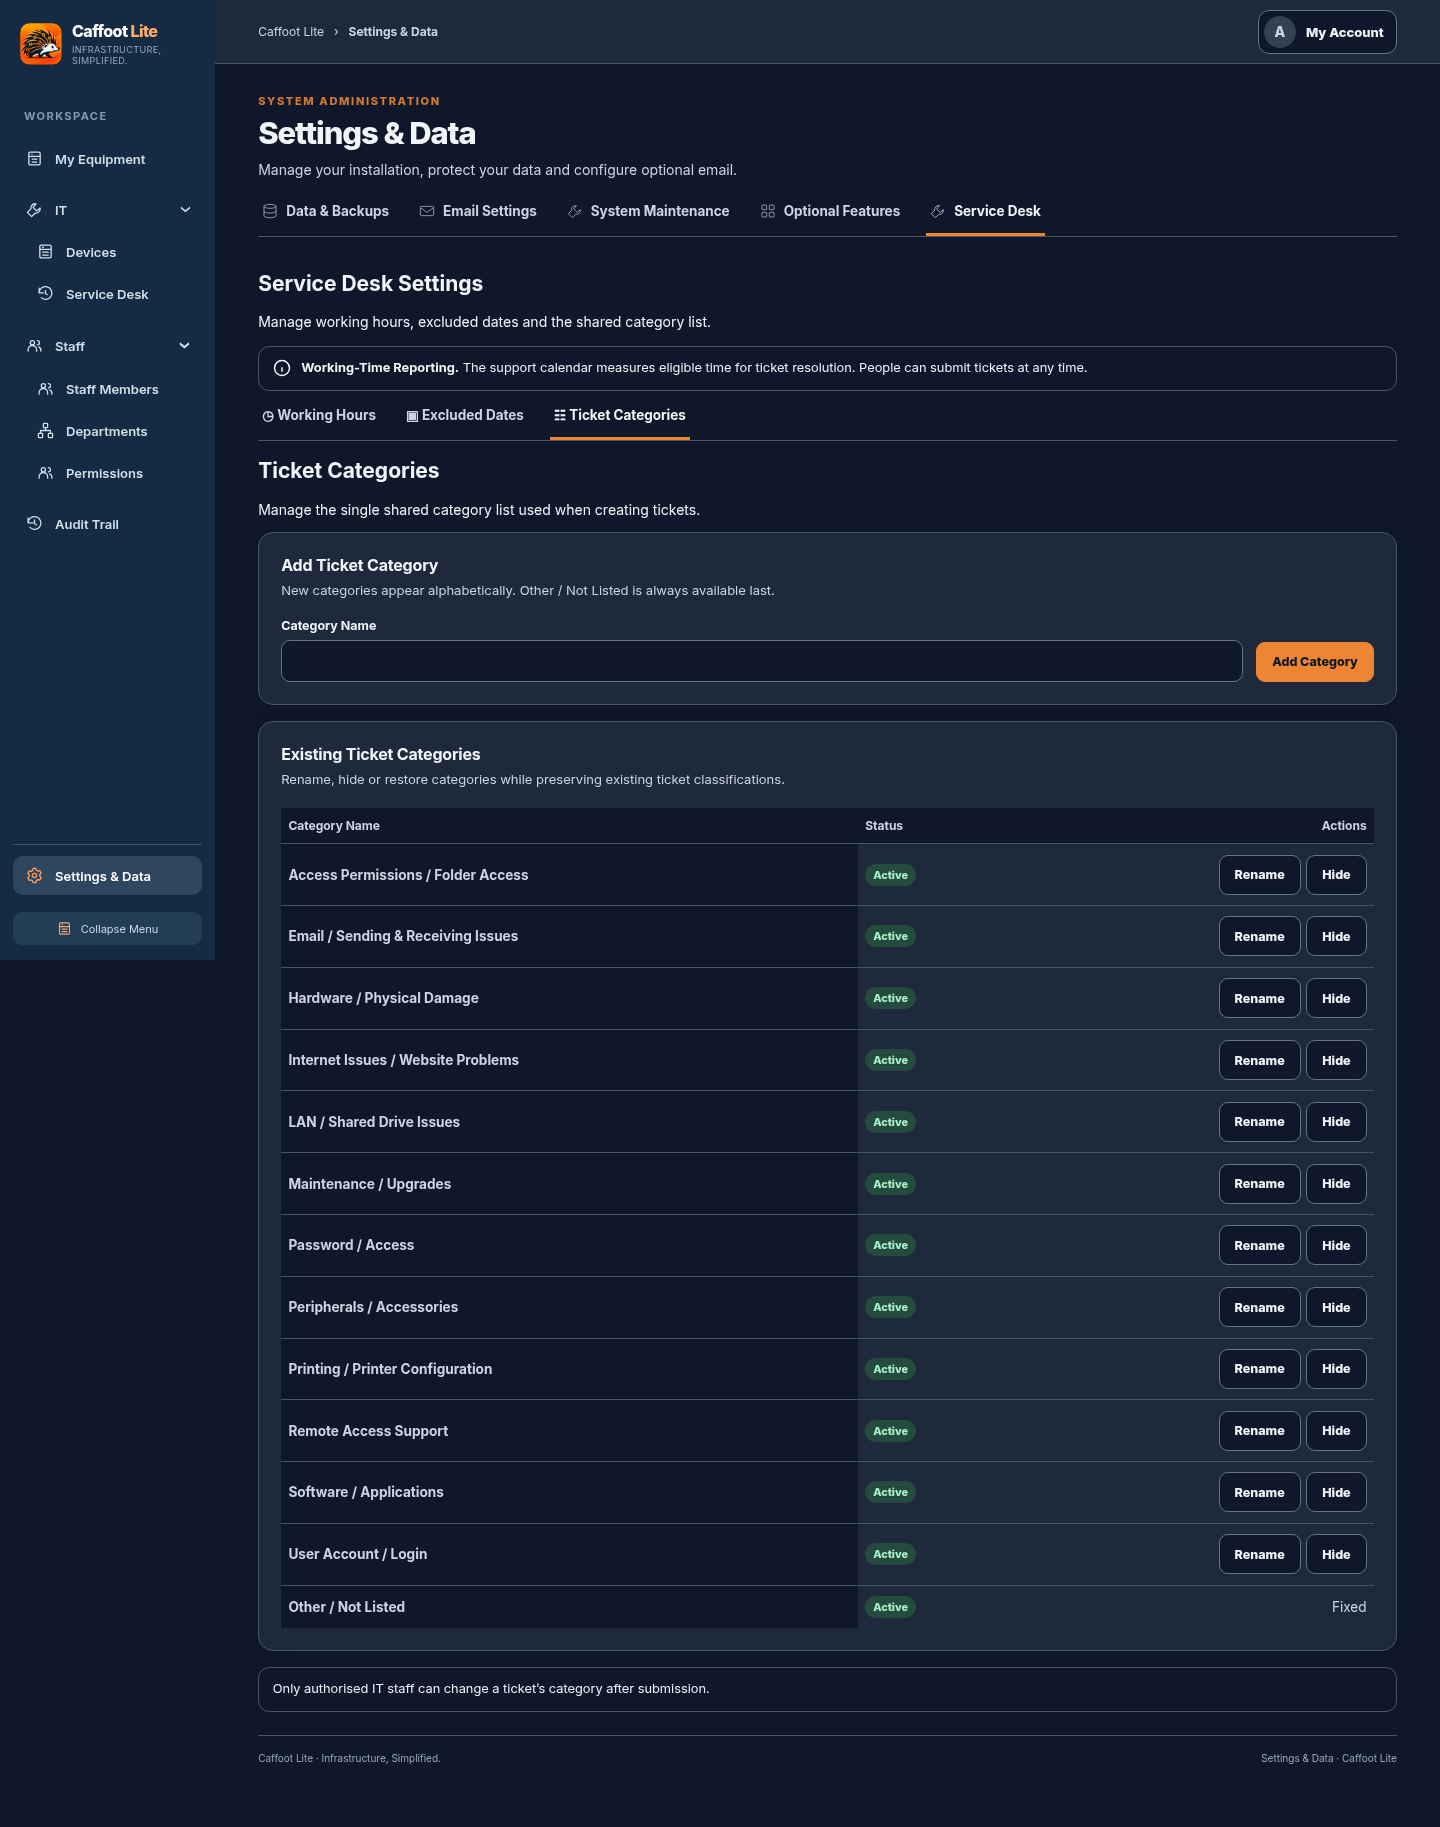 Caffoot Lite
INFRASTRUCTURE,
SIMPLIFIED.
WORKSPACE
My Equipment
IT
Devices
Service Desk
Staff
Staff Members
Departments
Permissions
Audit Trail
Settings & Data
Collapse Menu
Caffoot Lite › Settings & Data
A My Account
SYSTEM ADMINISTRATION
Settings & Data
Manage your installation, protect your data and configure optional email.
Data & Backups Email Settings System Maintenance Optional Features Service Desk
Service Desk Settings
Manage working hours, excluded dates and the shared category list.
Working-Time Reporting. The support calendar measures eligible time for ticket resolution. People can submit tickets at any time.
Working Hours Excluded Dates Ticket Categories
Ticket Categories
Manage the single shared category list used when creating tickets.
Add Ticket Category
New categories appear alphabetically. Other / Not Listed is always available last.
Category Name
Add Category
Existing Ticket Categories
Rename, hide or restore categories while preserving existing ticket classifications.
Category Name Status Actions
Access Permissions / Folder Access Active Rename Hide
Email / Sending & Receiving Issues Active Rename Hide
Hardware / Physical Damage Active Rename Hide
Internet Issues / Website Problems Active Rename Hide
LAN / Shared Drive Issues Active Rename Hide
Maintenance / Upgrades Active Rename Hide
Password / Access Active Rename Hide
Peripherals / Accessories Active Rename Hide
Printing / Printer Configuration Active Rename Hide
Remote Access Support Active Rename Hide
Software / Applications Active Rename Hide
User Account / Login Active Rename Hide
Other / Not Listed Active Fixed
Only authorised IT staff can change a ticket’s category after submission.
Caffoot Lite · Infrastructure, Simplified. Settings & Data · Caffoot Lite